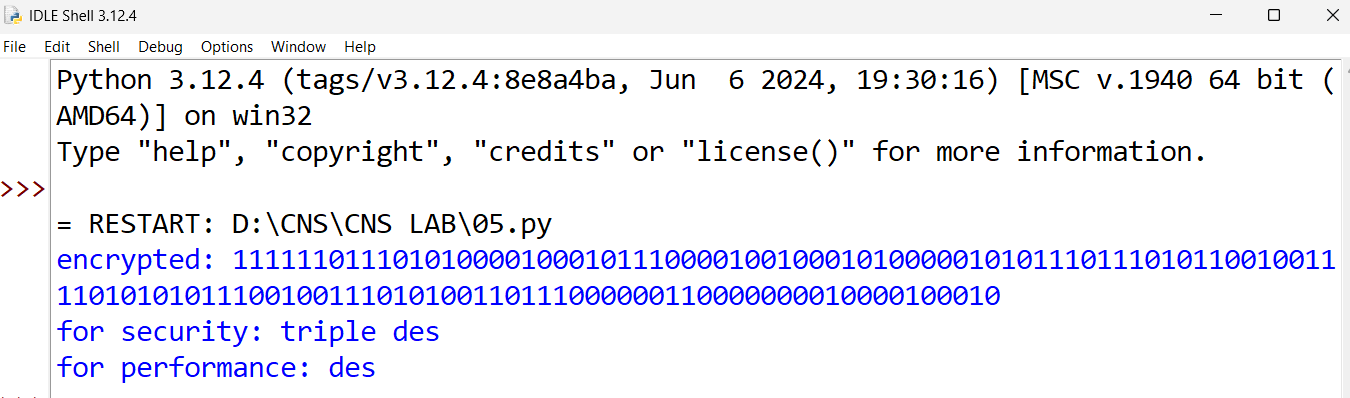 IDLE Shell 3.12.4
File Edit Shell Debug Options Window Help
Python 3.12.4 (tags/v3.12.4:8e8a4ba, Jun  6 2024, 19:30:16) [MSC v.1940 64 bit (
AMD64)] on win32
Type "help", "copyright", "credits" or "license()" for more information.
>>>
= RESTART: D:\CNS\CNS LAB\05.py
encrypted: 111111011101010000100010111000010010001010000010101110111010110010011
11010101011100100111010100110111000000110000000010000100010
for security: triple des
for performance: des